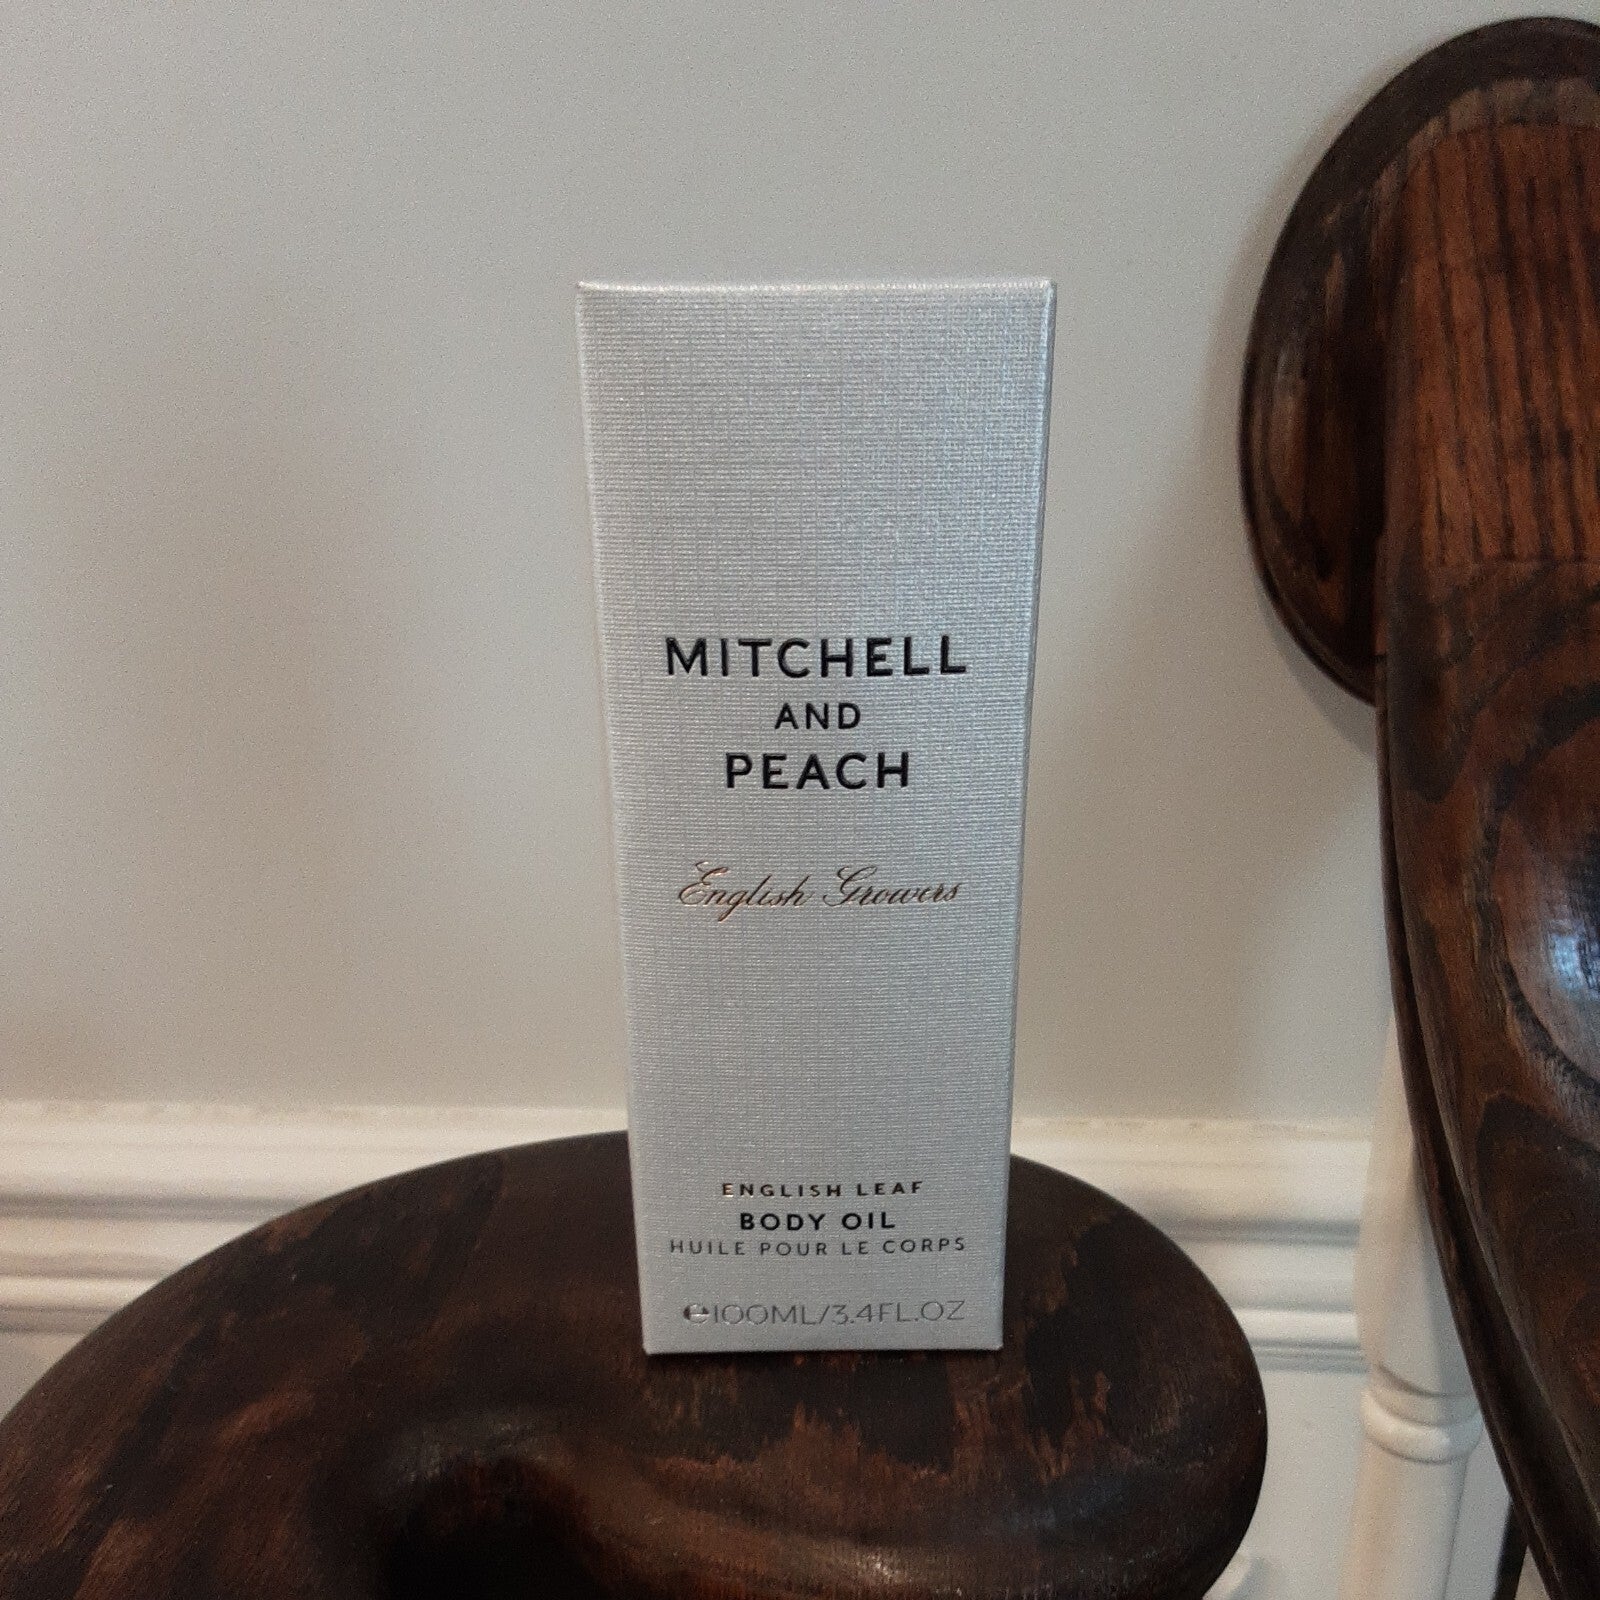 MITCHELL
AND
PEACH
English Growers
ENGLISH LEAF
BODY OIL
HUILE POUR LE CORPS
℮100ML/3.4FL.OZ